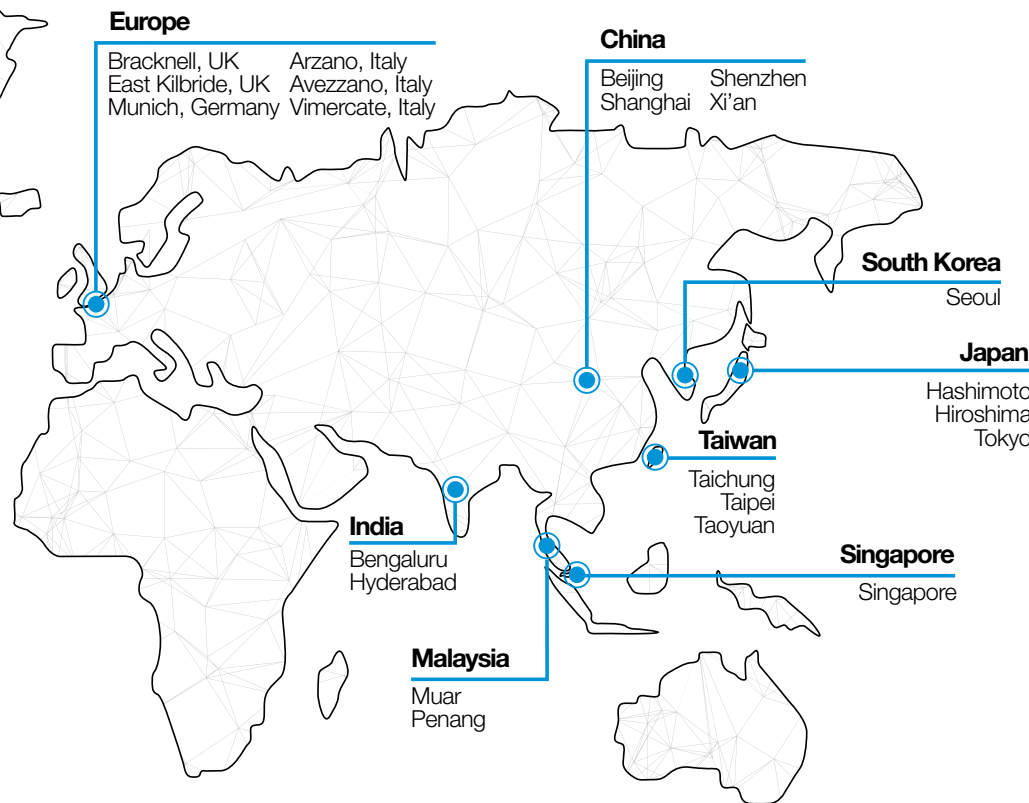 Europe
Bracknell, UK
East Kilbride, UK
Munich, Germany
Arzano, Italy
Avezzano, Italy
Vimercate, Italy
China
Beijing
Shanghai
Shenzhen
Xi'an
South Korea
Seoul
Japan
Hashimoto
Hiroshima
Tokyo
Taiwan
Taichung
Taipei
Taoyuan
India
Bengaluru
Hyderabad
Singapore
Singapore
Malaysia
Muar
Penang